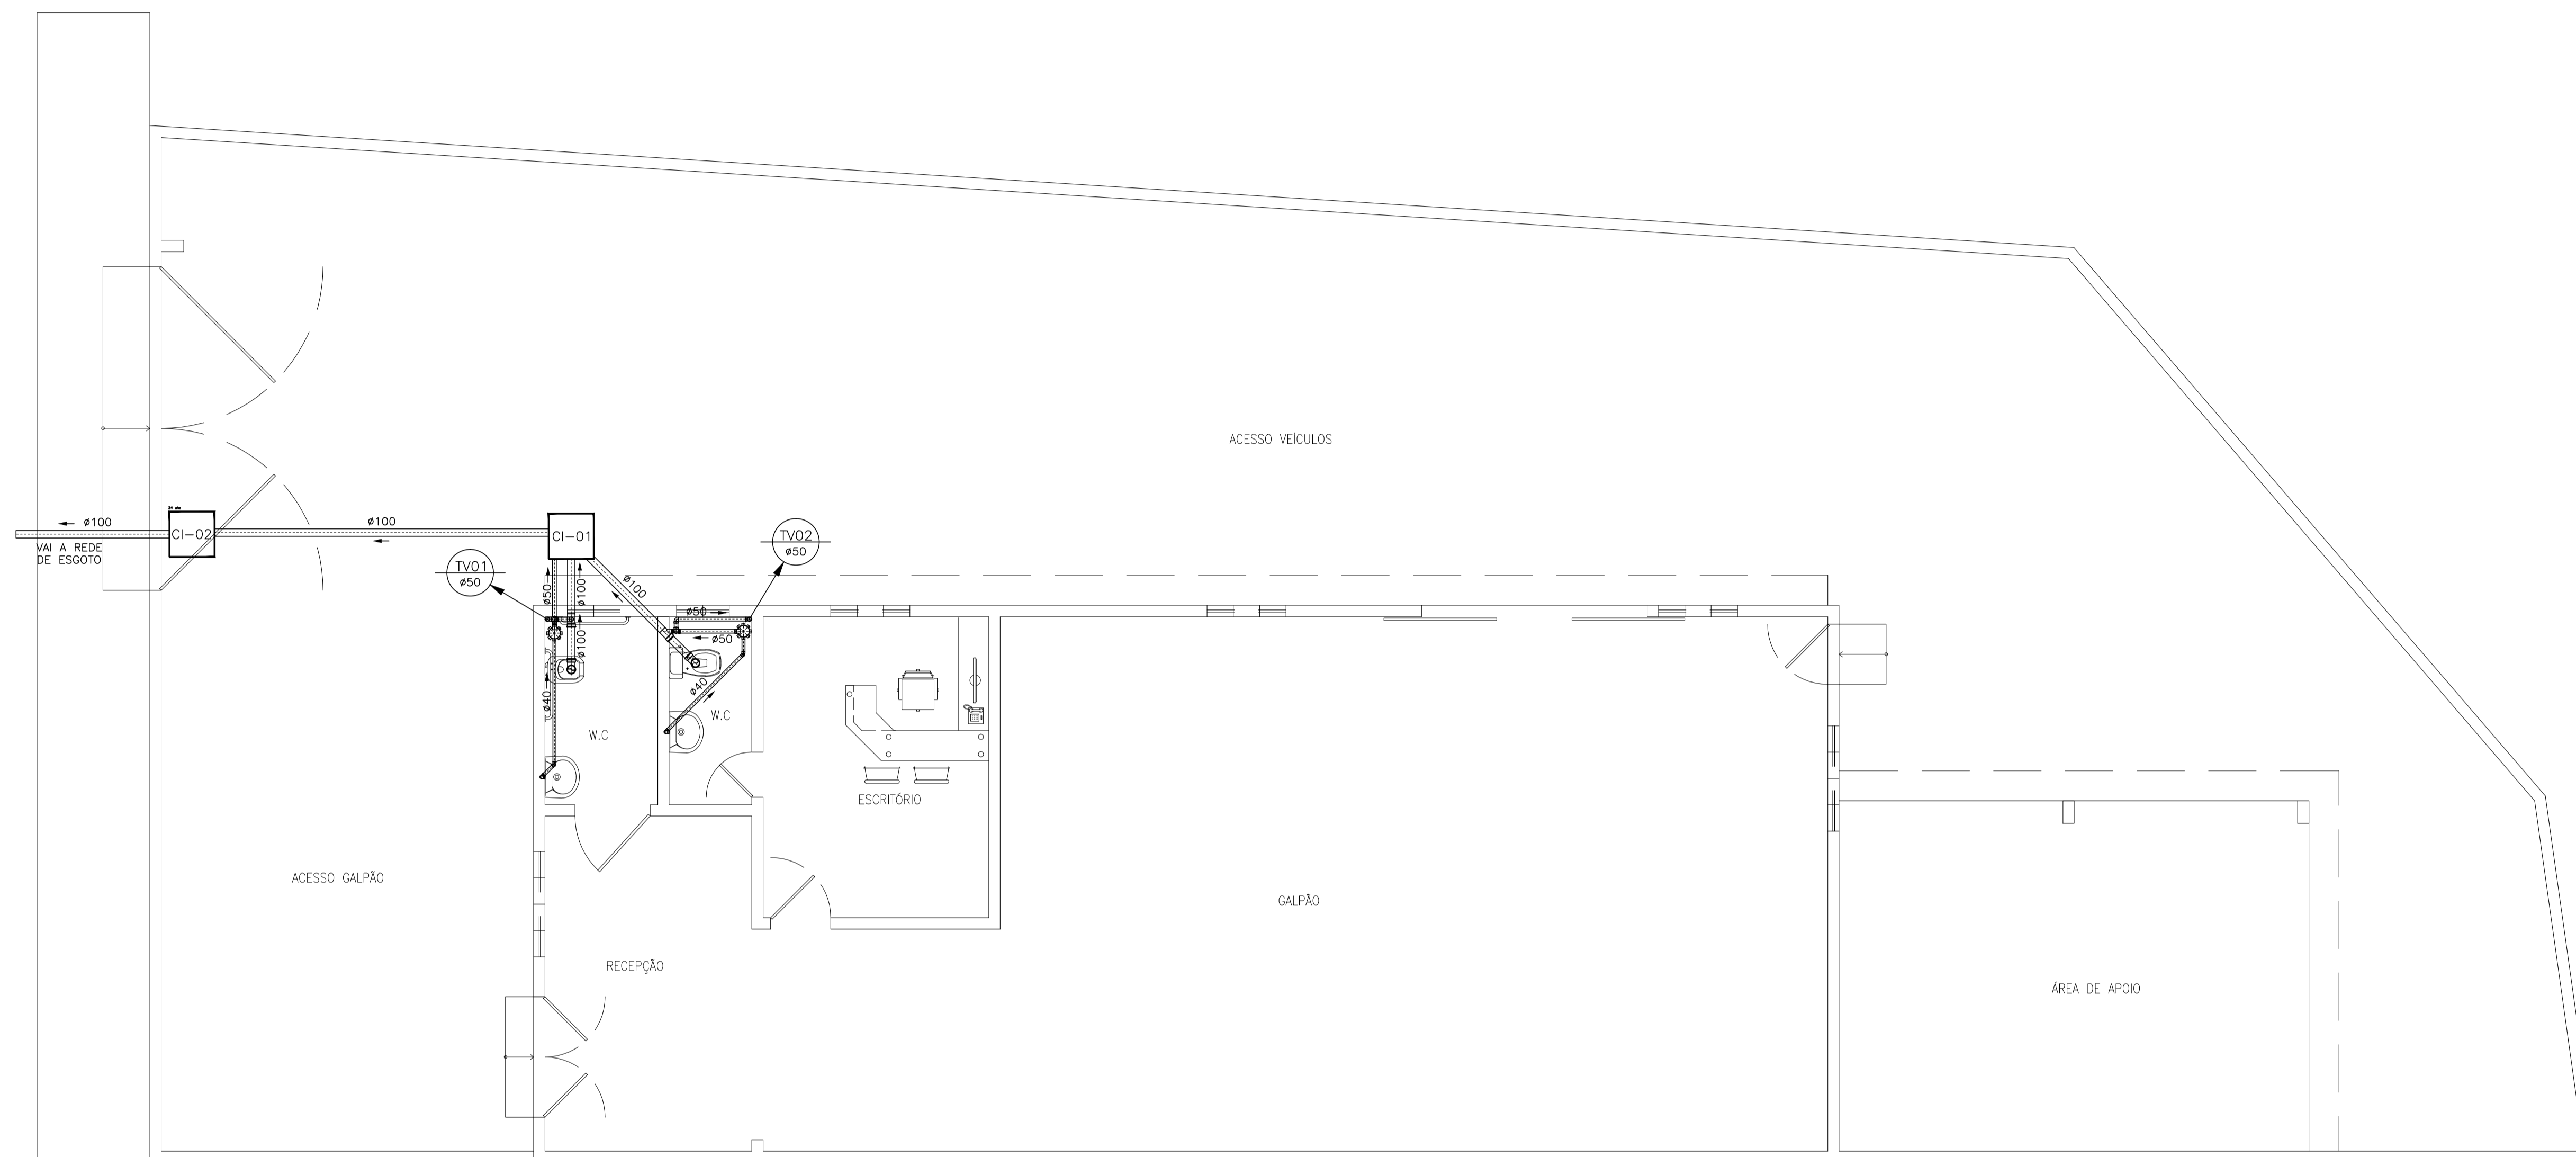 ACESSO VEÍCULOS
ø100
CI-02
VAI A REDE
DE ESGOTO
ø100
CI-01
TV01
ø50
TV02
ø50
ø50
ø100
ø100
ø100
ø50
ø50
ø40
ø40
W.C
W.C
ESCRITÓRIO
ACESSO GALPÃO
GALPÃO
RECEPÇÃO
ÁREA DE APOIO